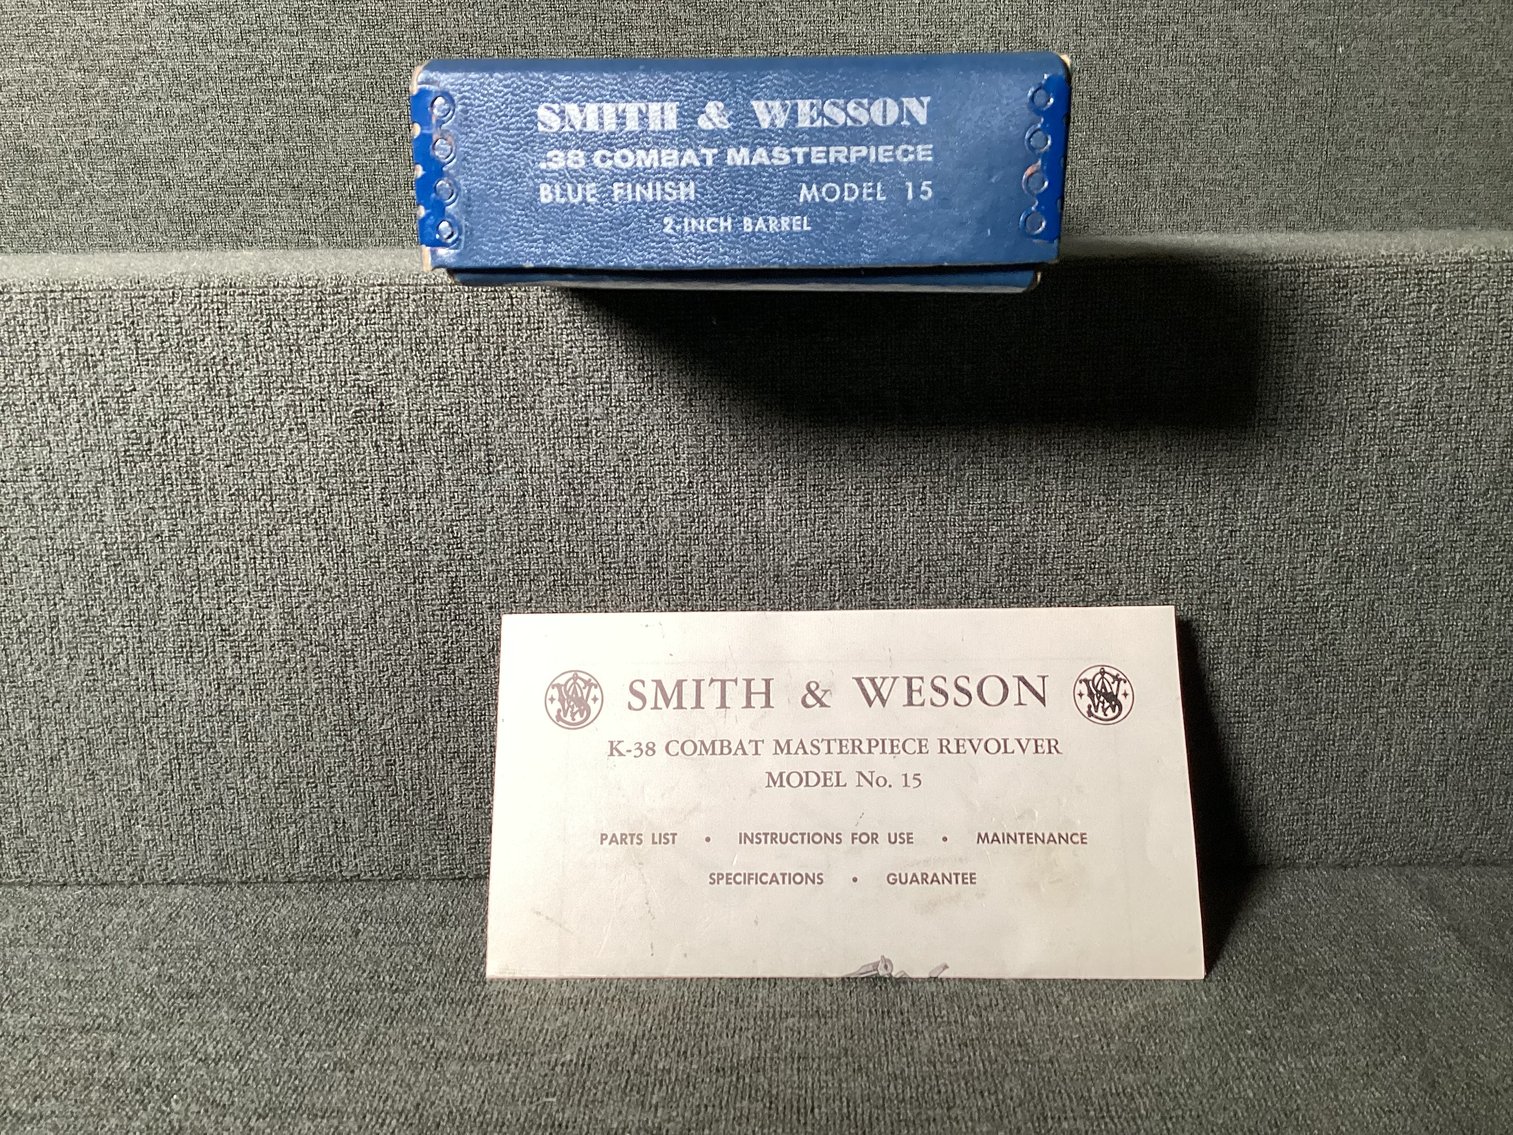 SMITH & WESSON
.38 COMBAT MASTERPIECE
BLUE FINISH MODEL 15
2-INCH BARREL
SMITH & WESSON
K-38 COMBAT MASTERPIECE REVOLVER
MODEL No. 15
PARTS LIST • INSTRUCTIONS FOR USE • MAINTENANCE
SPECIFICATIONS • GUARANTEE